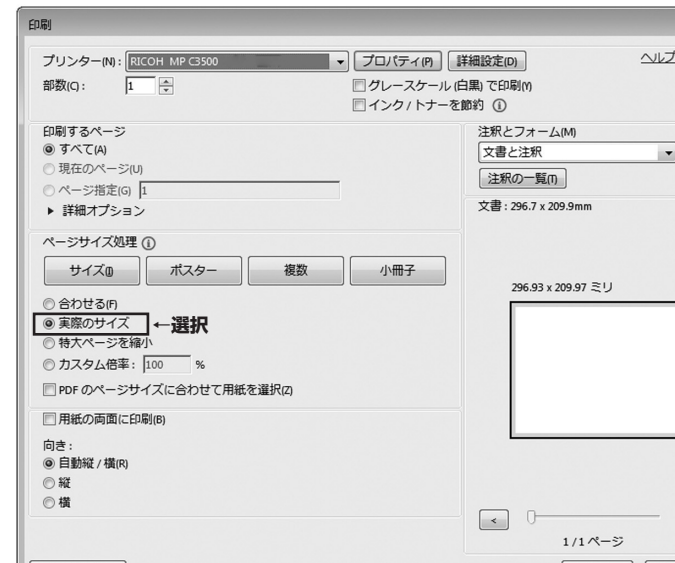 印刷
プリンター(N): RICOH MP C3500 プロパティ(P) 詳細設定(D) ヘルプ
部数(C): 1 グレースケール(白黒)で印刷(Y)
インク/トナーを節約
印刷するページ
すべて(A)
現在のページ(U)
ページ指定(G) 1
▶ 詳細オプション
注釈とフォーム(M)
文書と注釈
注釈の一覧(T)
文書: 296.7 x 209.9mm
ページサイズ処理
サイズ(I) ポスター 複数 小冊子
合わせる(F)
実際のサイズ ←選択
特大ページを縮小
カスタム倍率: 100 %
PDF のページサイズに合わせて用紙を選択(Z)
296.93 x 209.97 ミリ
用紙の両面に印刷(B)
向き:
自動縦/横(R)
縦
横
<
1/1 ページ